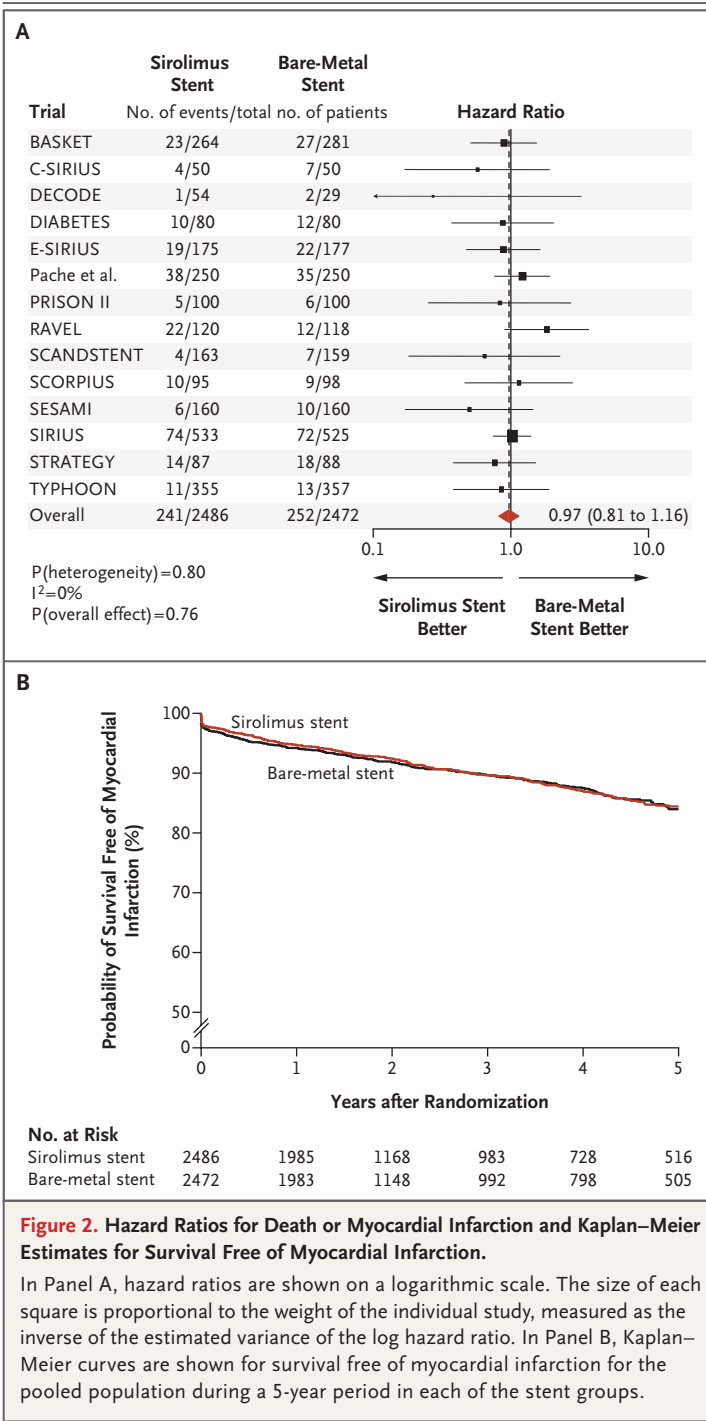 A
Sirolimus Stent Bare-Metal Stent
Trial No. of events/total no. of patients Hazard Ratio
BASKET 23/264 27/281
C-SIRIUS 4/50 7/50
DECODE 1/54 2/29
DIABETES 10/80 12/80
E-SIRIUS 19/175 22/177
Pache et al. 38/250 35/250
PRISON II 5/100 6/100
RAVEL 22/120 12/118
SCANDSTENT 4/163 7/159
SCORPIUS 10/95 9/98
SESAMI 6/160 10/160
SIRIUS 74/533 72/525
STRATEGY 14/87 18/88
TYPHOON 11/355 13/357
Overall 241/2486 252/2472 0.97 (0.81 to 1.16)
0.1 1.0 10.0
P(heterogeneity)=0.80
I²=0%
P(overall effect)=0.76
Sirolimus Stent Better
Bare-Metal Stent Better
B
Probability of Survival Free of Myocardial
Infarction (%)
100
90
80
70
60
50
0
Sirolimus stent
Bare-metal stent
0 1 2 3 4 5
Years after Randomization
No. at Risk
Sirolimus stent 2486 1985 1168 983 728 516
Bare-metal stent 2472 1983 1148 992 798 505
Figure 2. Hazard Ratios for Death or Myocardial Infarction and Kaplan–Meier
Estimates for Survival Free of Myocardial Infarction.
In Panel A, hazard ratios are shown on a logarithmic scale. The size of each
square is proportional to the weight of the individual study, measured as the
inverse of the estimated variance of the log hazard ratio. In Panel B, Kaplan–
Meier curves are shown for survival free of myocardial infarction for the
pooled population during a 5-year period in each of the stent groups.